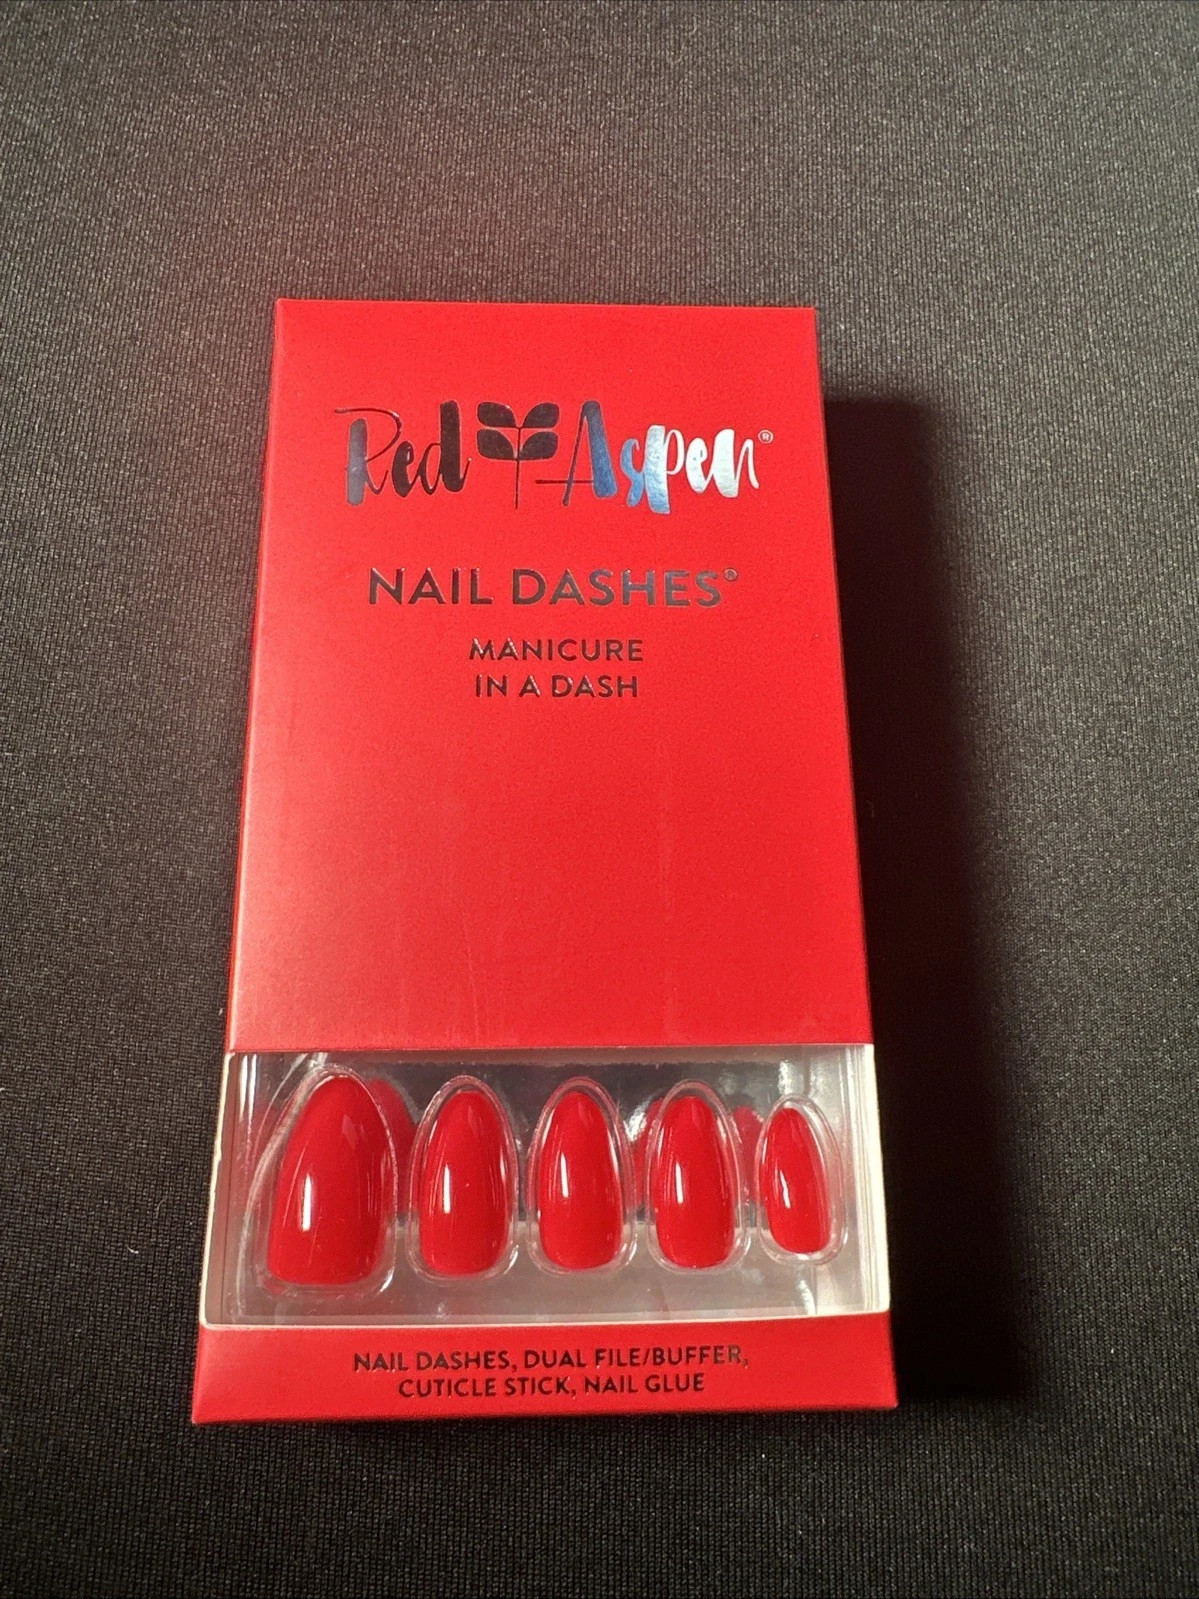 Red Aspen®
NAIL DASHES®
MANICURE
IN A DASH
NAIL DASHES, DUAL FILE/BUFFER,
CUTICLE STICK, NAIL GLUE